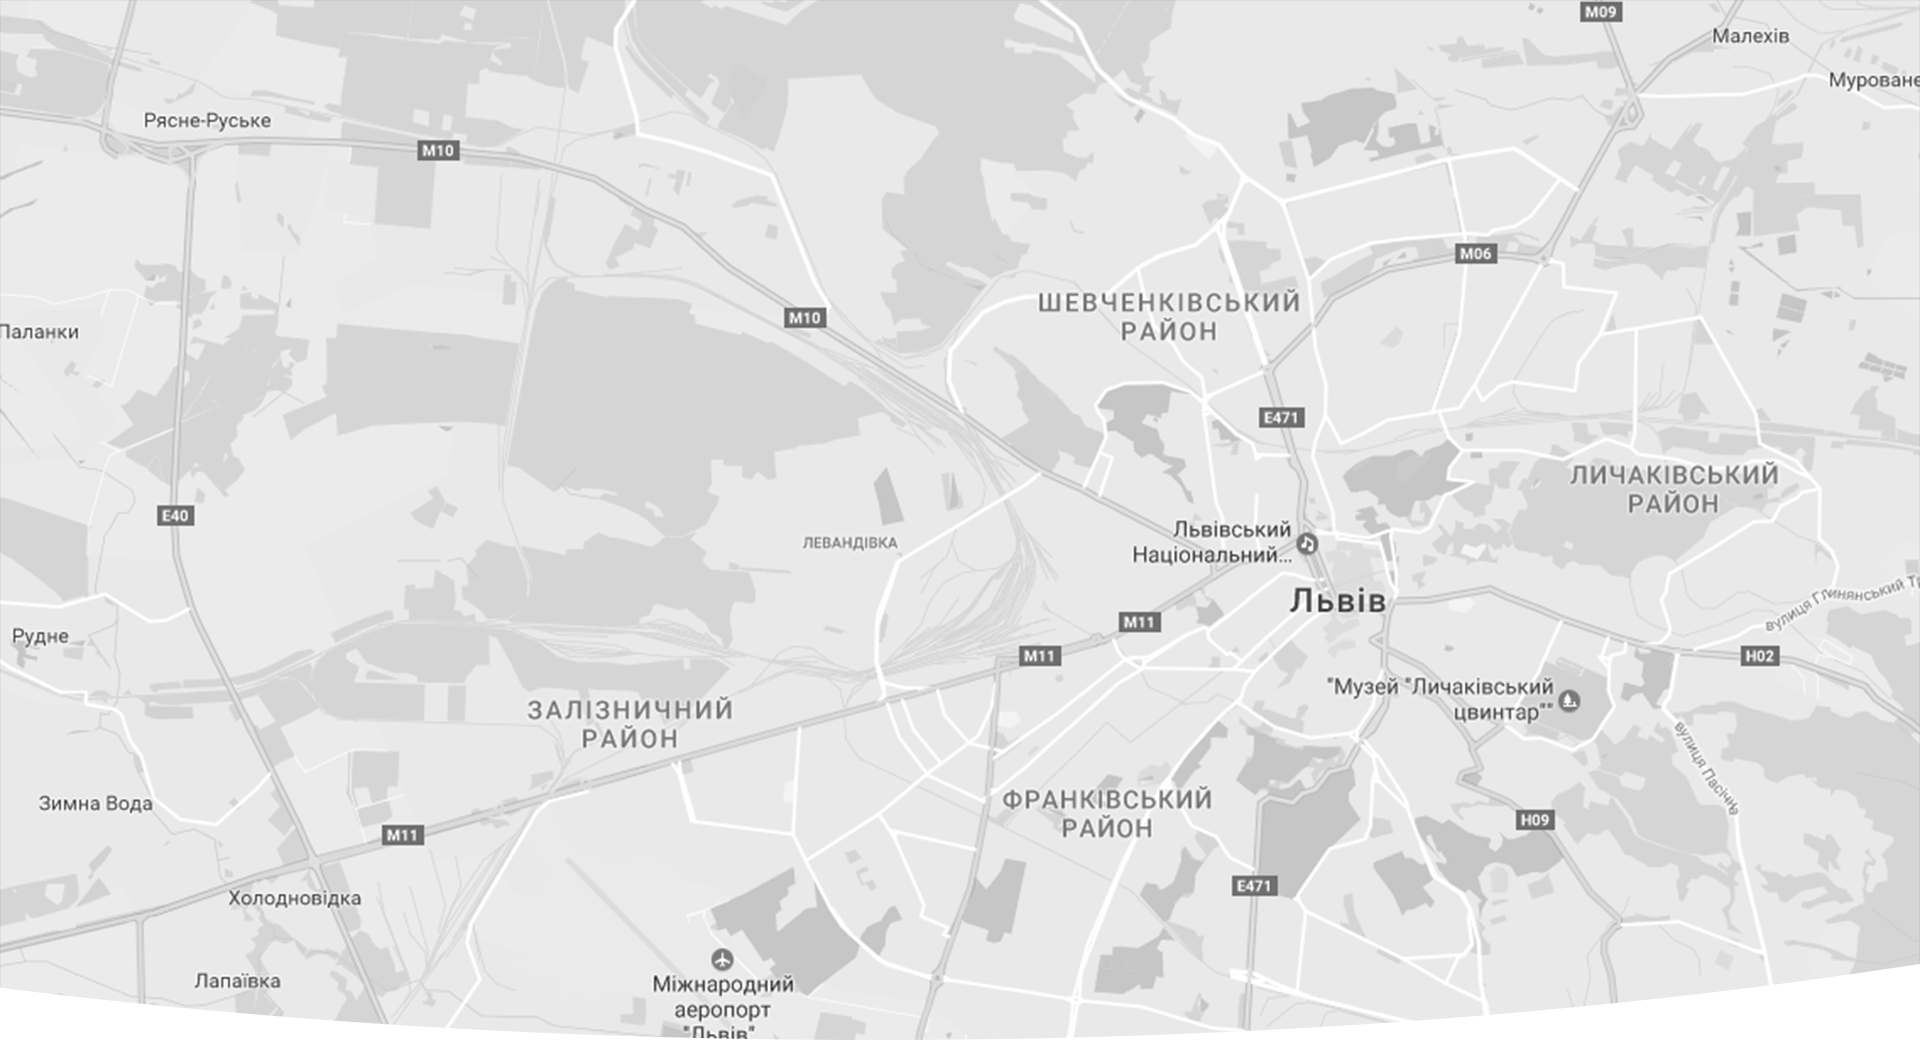 M09
Малехів
Муроване
Рясне-Руське
M10
M06
ШЕВЧЕНКІВСЬКИЙ
РАЙОН
M10
Паланки
E471
ЛИЧАКІВСЬКИЙ
РАЙОН
E40
Львівський
Національний...
ЛЕВАНДІВКА
Львів
вулиця Глинянський Т
M11
Рудне
M11
H02
"Музей "Личаківський
цвинтар""
ЗАЛІЗНИЧНИЙ
РАЙОН
вулиця Пасічна
ФРАНКІВСЬКИЙ
РАЙОН
Зимна Вода
H09
M11
E471
Холодновідка
Лапаївка
Міжнародний
аеропорт
"Львів"